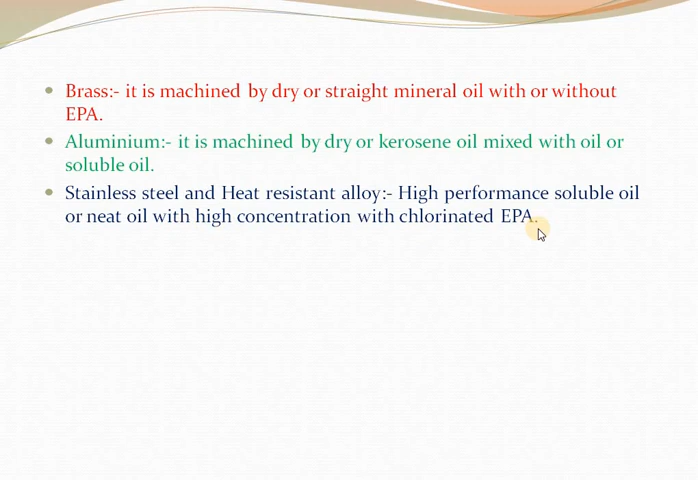 Brass:- it is machined by dry or straight mineral oil with or without
EPA.
Aluminium:- it is machined by dry or kerosene oil mixed with oil or
soluble oil.
Stainless steel and Heat resistant alloy:- High performance soluble oil
or neat oil with high concentration with chlorinated EPA.